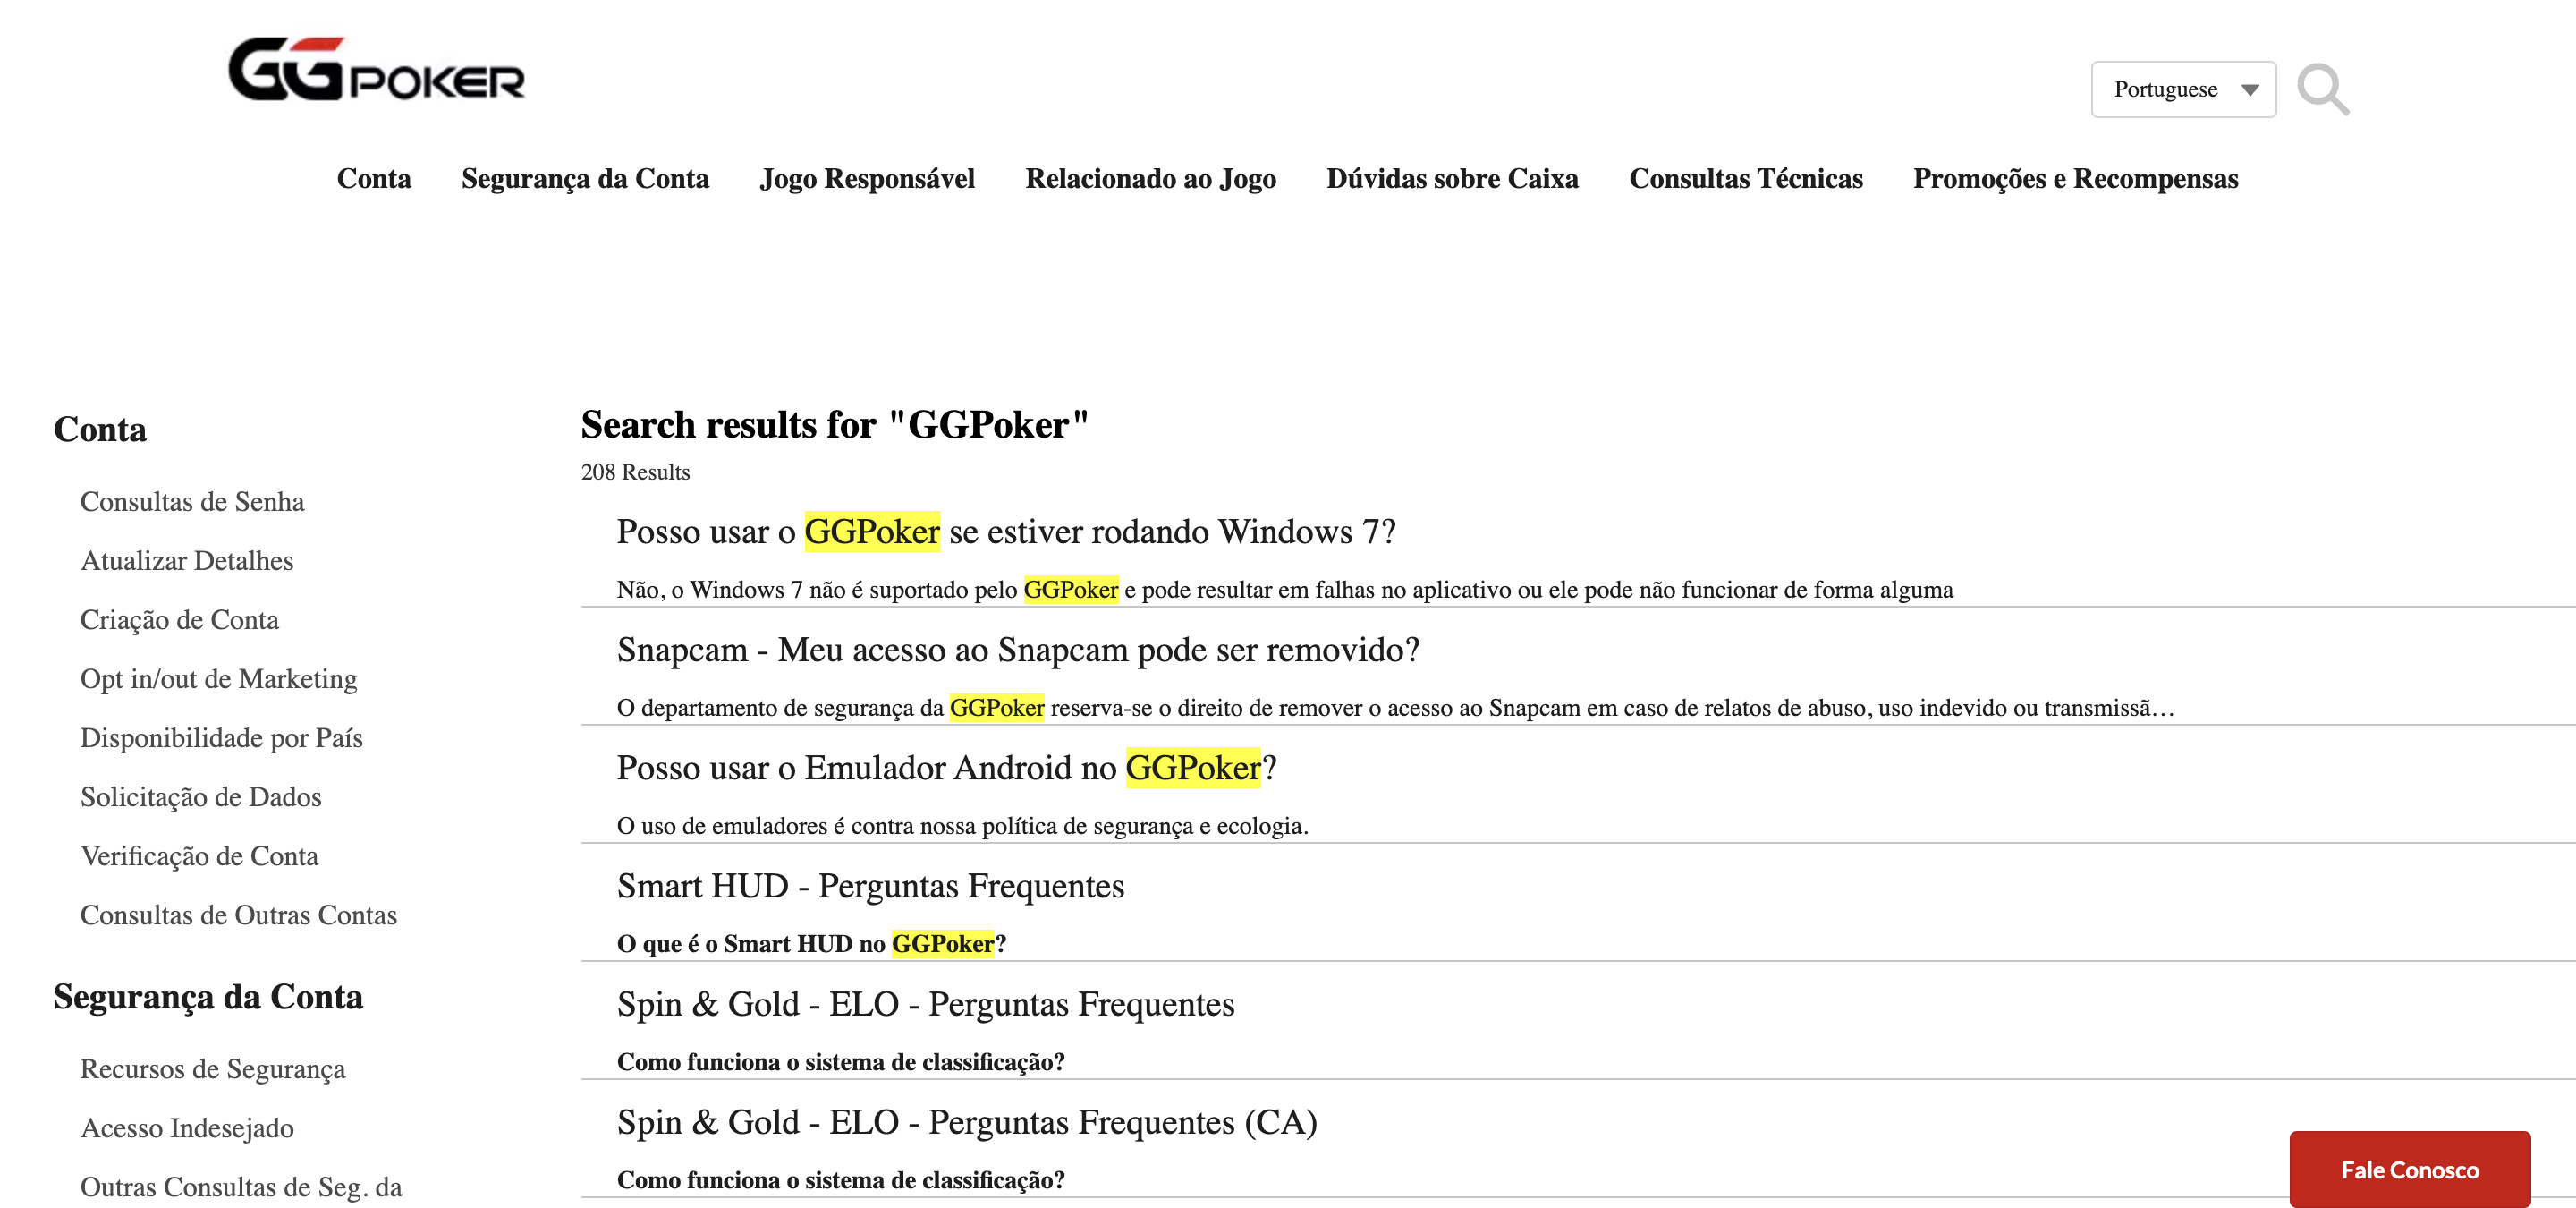 GGPOKER
Portuguese
Conta
Segurança da Conta
Jogo Responsável
Relacionado ao Jogo
Dúvidas sobre Caixa
Consultas Técnicas
Promoções e Recompensas
Conta
Consultas de Senha
Atualizar Detalhes
Criação de Conta
Opt in/out de Marketing
Disponibilidade por País
Solicitação de Dados
Verificação de Conta
Consultas de Outras Contas
Segurança da Conta
Recursos de Segurança
Acesso Indesejado
Outras Consultas de Seg. da
Search results for "GGPoker"
208 Results
Posso usar o GGPoker se estiver rodando Windows 7?
Não, o Windows 7 não é suportado pelo GGPoker e pode resultar em falhas no aplicativo ou ele pode não funcionar de forma alguma
Snapcam - Meu acesso ao Snapcam pode ser removido?
O departamento de segurança da GGPoker reserva-se o direito de remover o acesso ao Snapcam em caso de relatos de abuso, uso indevido ou transmissã…
Posso usar o Emulador Android no GGPoker?
O uso de emuladores é contra nossa política de segurança e ecologia.
Smart HUD - Perguntas Frequentes
O que é o Smart HUD no GGPoker?
Spin & Gold - ELO - Perguntas Frequentes
Como funciona o sistema de classificação?
Spin & Gold - ELO - Perguntas Frequentes (CA)
Como funciona o sistema de classificação?
Fale Conosco